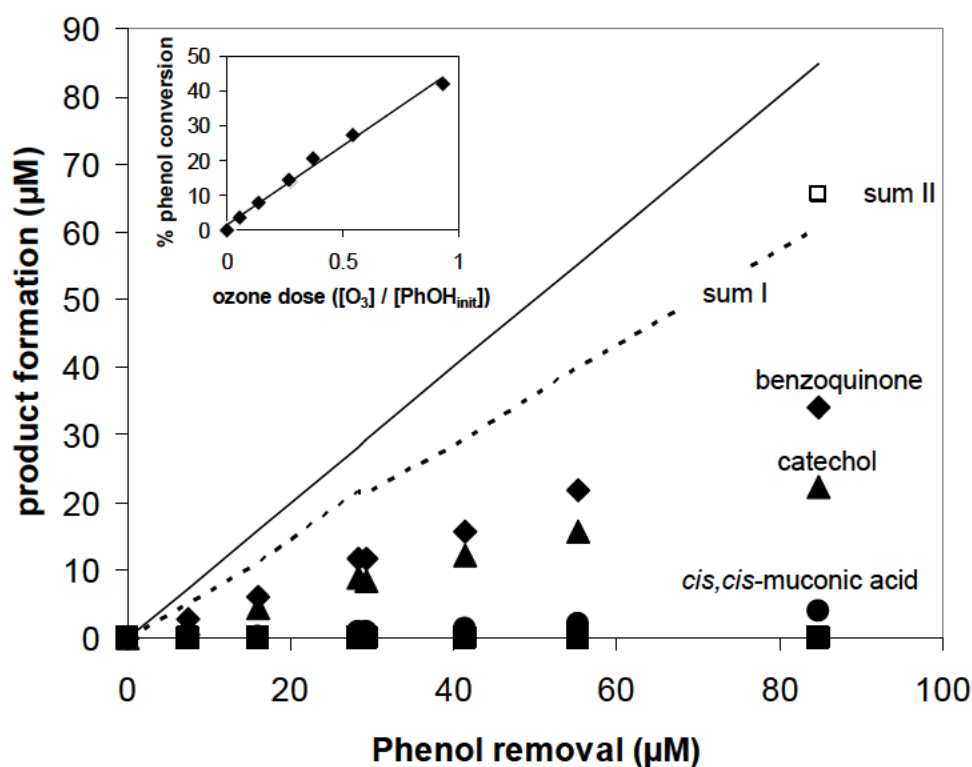 90
80
70
60
50
40
30
20
10
0
product formation (µM)
50
40
30
20
10
0
% phenol conversion
0 0.5 1
ozone dose ([O₃] / [PhOHinit])
sum II
sum I
benzoquinone
catechol
cis,cis-muconic acid
0 20 40 60 80 100
Phenol removal (µM)